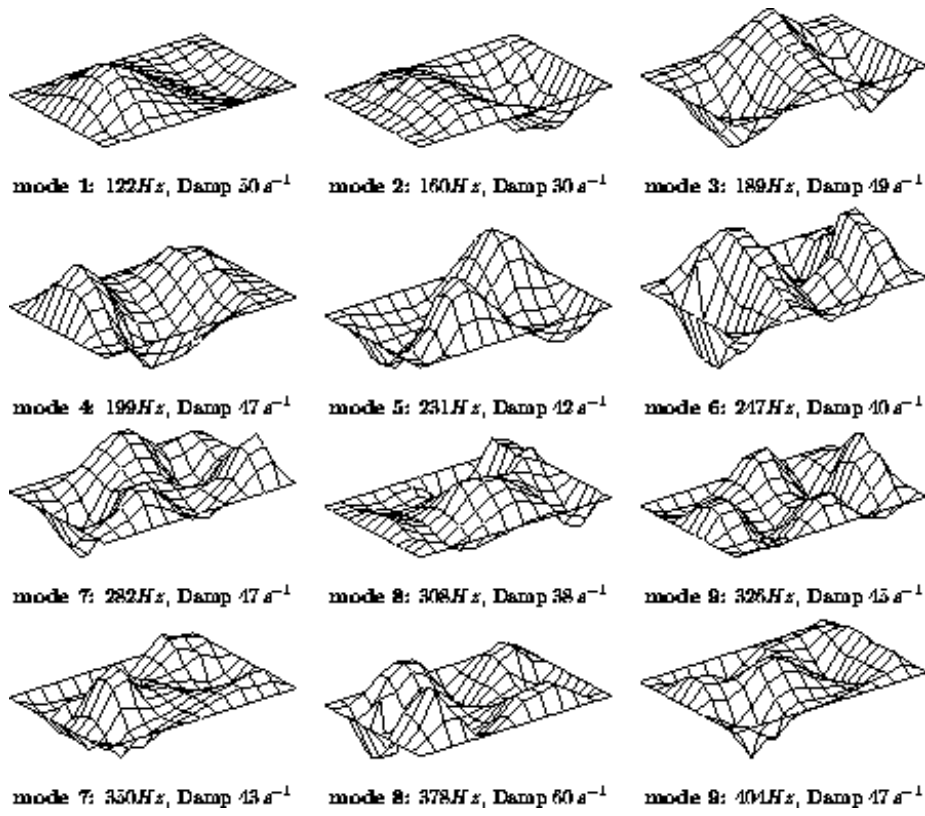 mode 1: 122Hz, Damp 50 s⁻¹
mode 2: 160Hz, Damp 30 s⁻¹
mode 3: 189Hz, Damp 49 s⁻¹
mode 4: 199Hz, Damp 47 s⁻¹
mode 5: 231Hz, Damp 42 s⁻¹
mode 6: 247Hz, Damp 40 s⁻¹
mode 7: 282Hz, Damp 47 s⁻¹
mode 8: 308Hz, Damp 38 s⁻¹
mode 9: 326Hz, Damp 45 s⁻¹
mode 7: 350Hz, Damp 43 s⁻¹
mode 8: 378Hz, Damp 60 s⁻¹
mode 9: 404Hz, Damp 47 s⁻¹